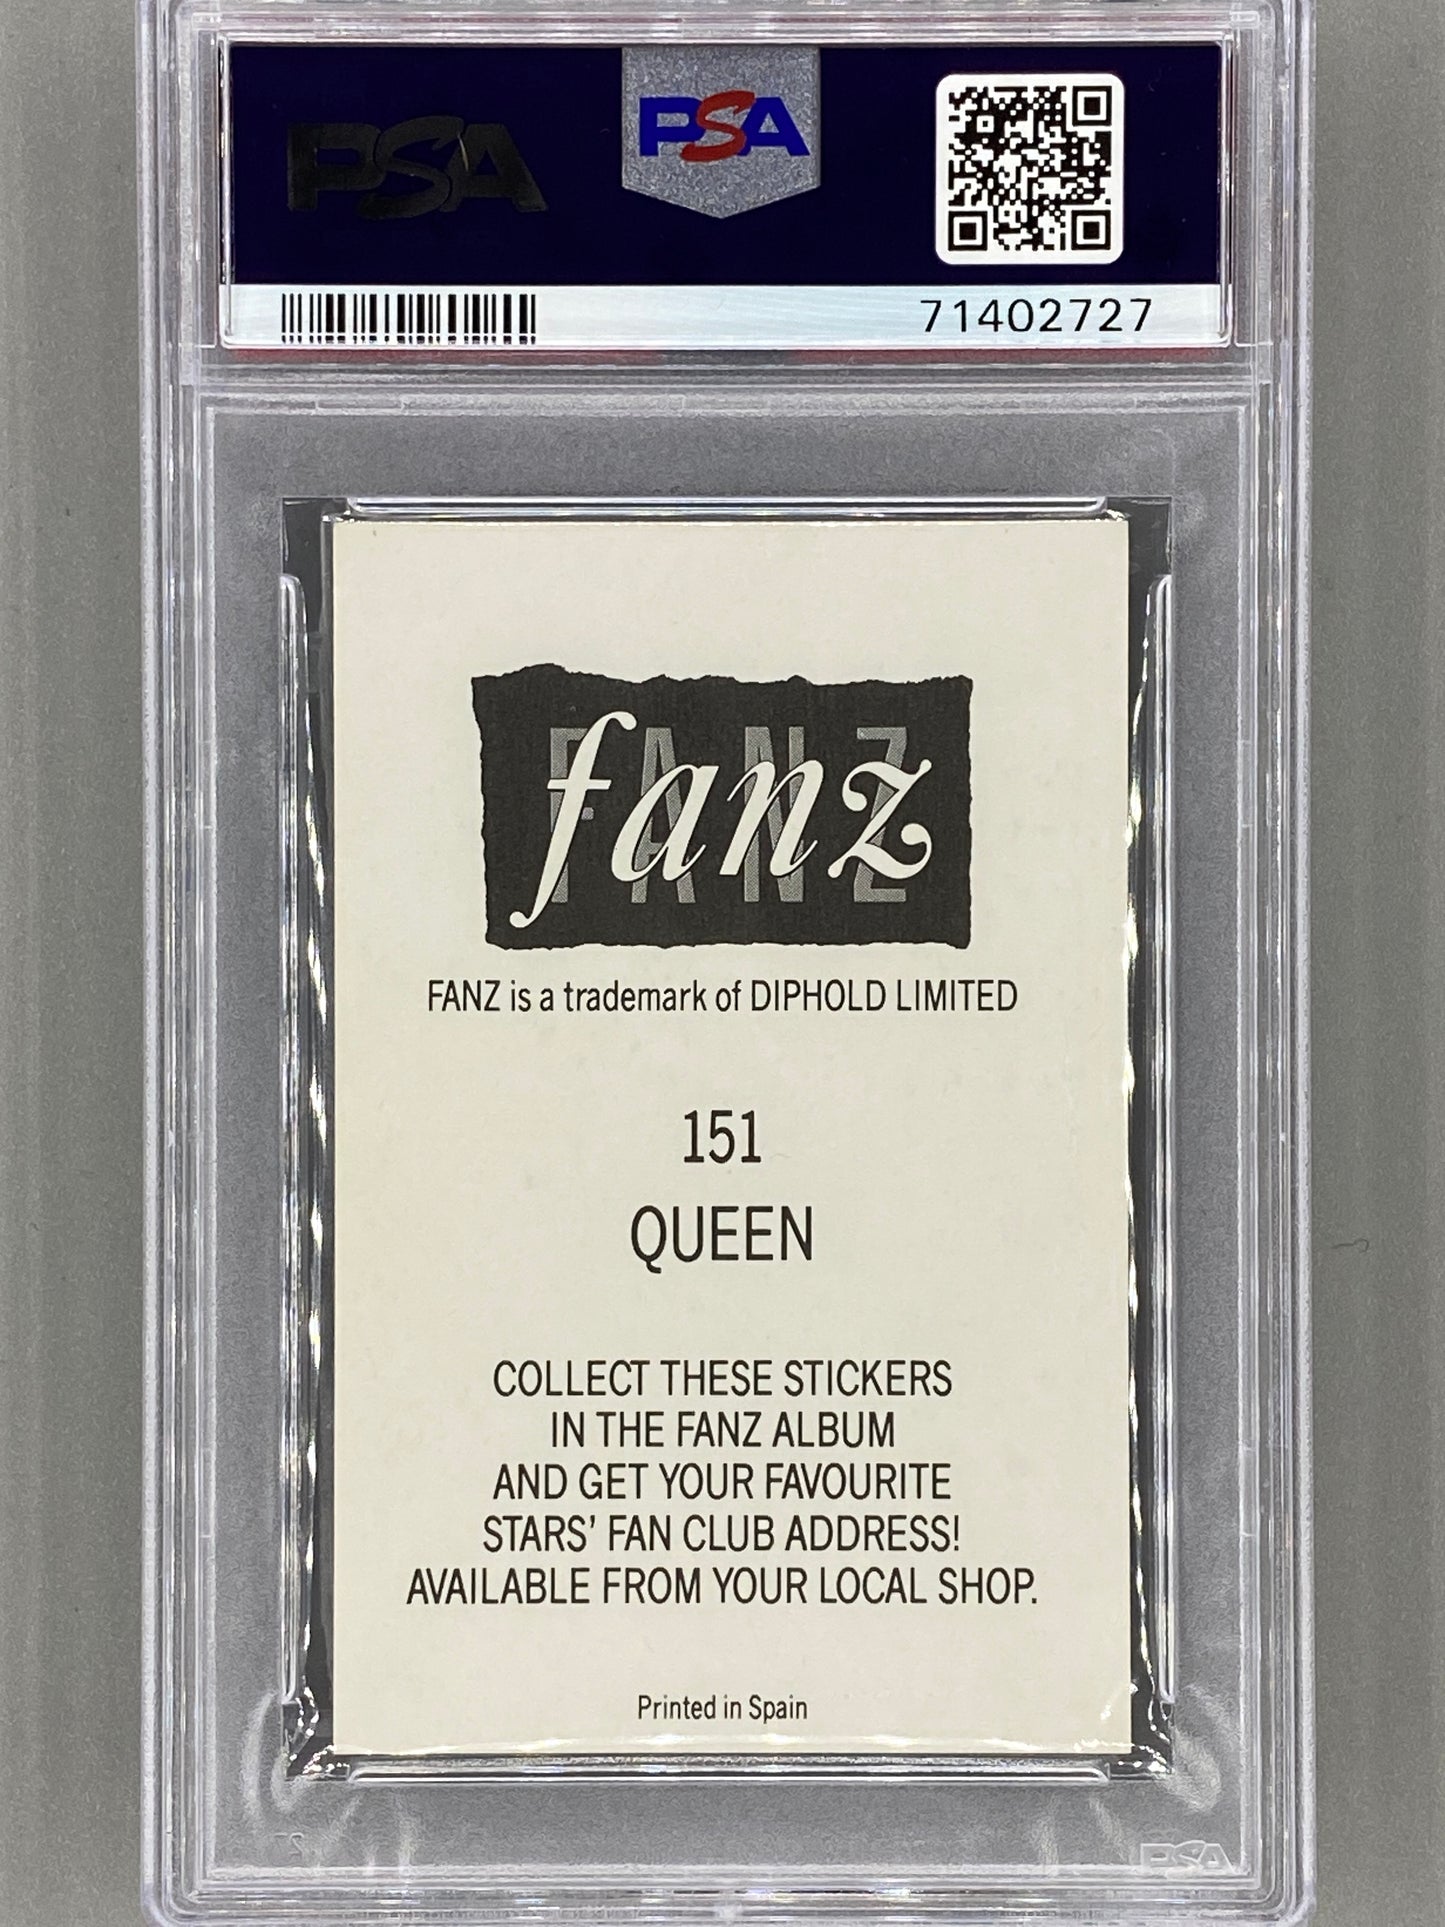 PSA
PSA
71402727
FANZ
fanz
FANZ is a trademark of DIPHOLD LIMITED
151
QUEEN
COLLECT THESE STICKERS
IN THE FANZ ALBUM
AND GET YOUR FAVOURITE
STARS’ FAN CLUB ADDRESS!
AVAILABLE FROM YOUR LOCAL SHOP.
Printed in Spain
PSA